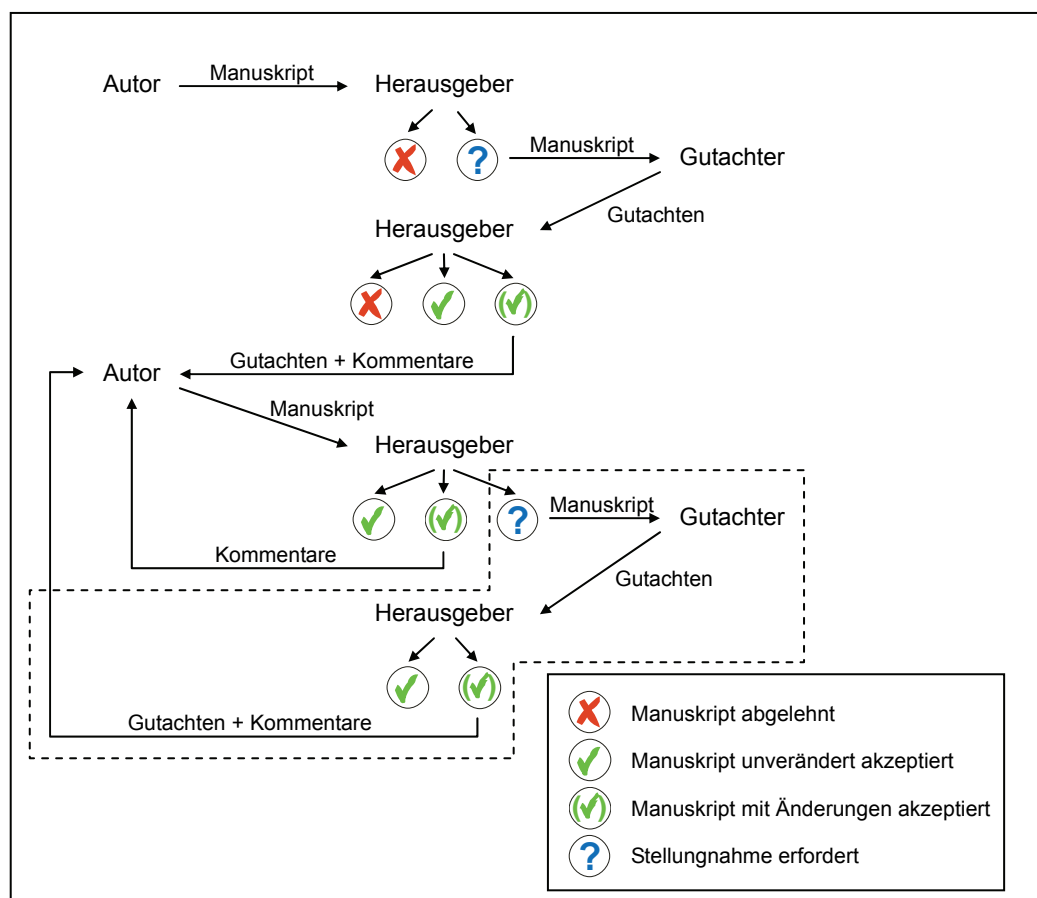 Autor
Manuskript
Herausgeber
?
Manuskript
Gutachter
Gutachten
Herausgeber
Gutachten + Kommentare
Autor
Manuskript
Herausgeber
?
Manuskript
Gutachter
Kommentare
Gutachten
Herausgeber
Gutachten + Kommentare
Manuskript abgelehnt
Manuskript unverändert akzeptiert
Manuskript mit Änderungen akzeptiert
? Stellungnahme erfordert